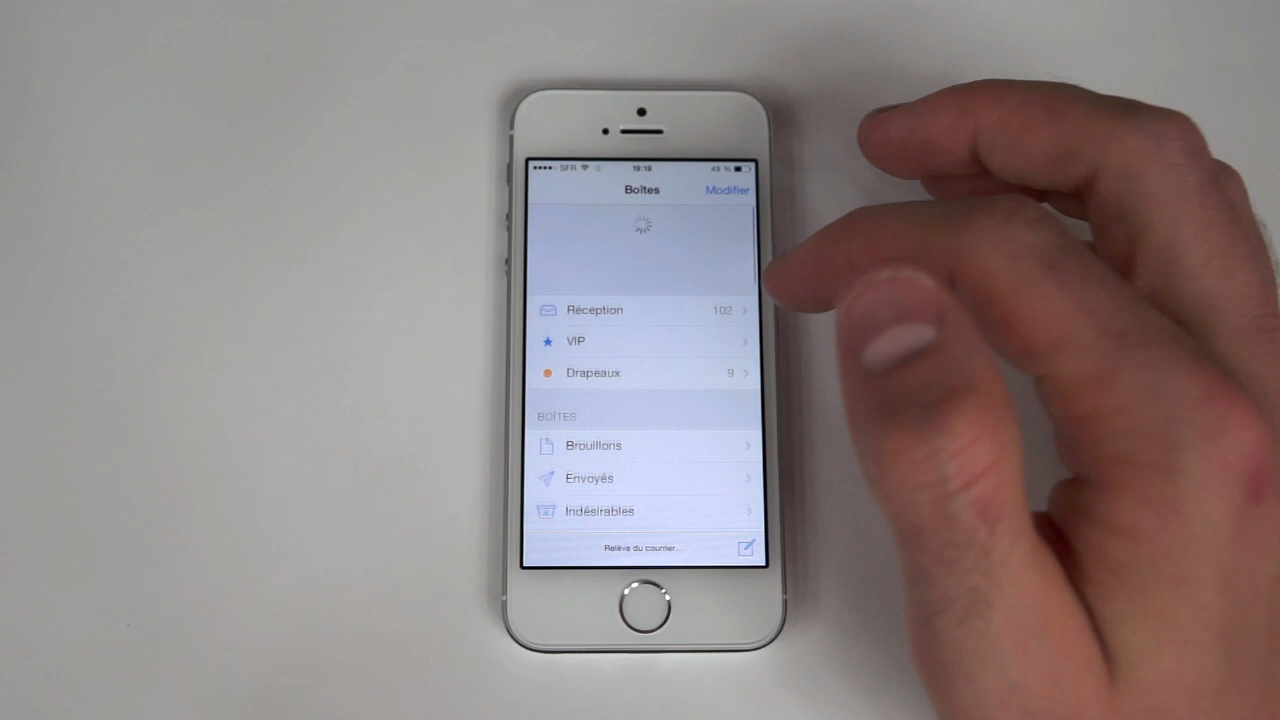 SFR 19:19 49 %
Boîtes Modifier
Réception 102
VIP
Drapeaux 9
BOÎTES
Brouillons
Envoyés
Indésirables
Relève du courrier...